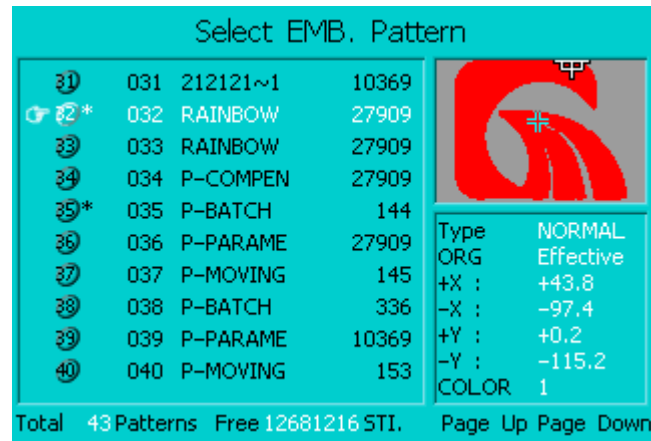 Select EMB. Pattern
31 031 212121~1 10369
32* 032 RAINBOW 27909
33 033 RAINBOW 27909
34 034 P-COMPEN 27909
35* 035 P-BATCH 144
36 036 P-PARAME 27909
37 037 P-MOVING 145
38 038 P-BATCH 336
39 039 P-PARAME 10369
40 040 P-MOVING 153
Type NORMAL
ORG Effective
+X : +43.8
-X : -97.4
+Y : +0.2
-Y : -115.2
COLOR 1
Total 43 Patterns Free 12681216 STI. Page Up Page Down